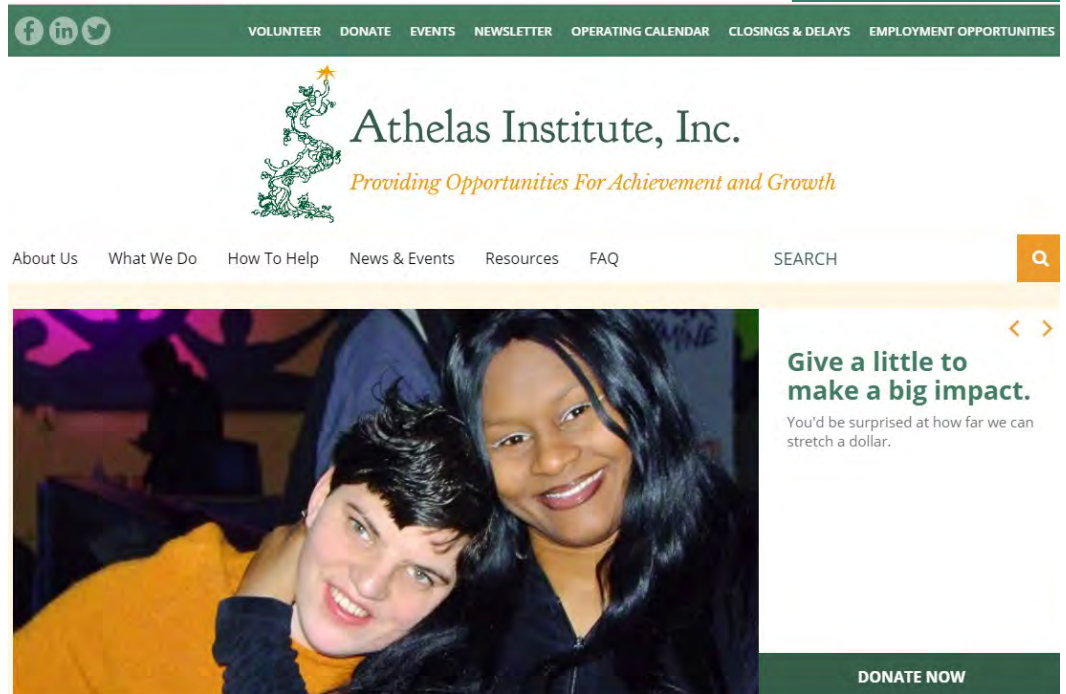 VOLUNTEER DONATE EVENTS NEWSLETTER OPERATING CALENDAR CLOSINGS & DELAYS EMPLOYMENT OPPORTUNITIES
Athelas Institute, Inc.
Providing Opportunities For Achievement and Growth
About Us What We Do How To Help News & Events Resources FAQ SEARCH
Give a little to
make a big impact.
You'd be surprised at how far we can
stretch a dollar.
DONATE NOW